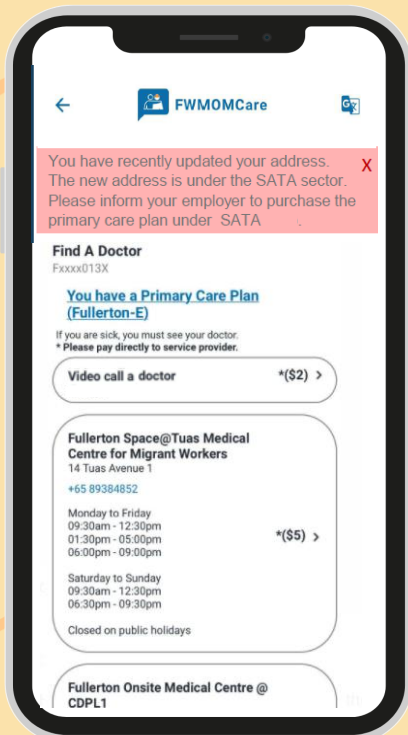 FWMOMCare
You have recently updated your address. X
The new address is under the SATA sector.
Please inform your employer to purchase the
primary care plan under SATA .
Find A Doctor
Fxxxx013X
You have a Primary Care Plan
(Fullerton-E)
If you are sick, you must see your doctor.
* Please pay directly to service provider.
Video call a doctor *($2) >
Fullerton Space@Tuas Medical
Centre for Migrant Workers
14 Tuas Avenue 1
+65 89384852
Monday to Friday
09:30am - 12:30pm
01:30pm - 05:00pm *($5) >
06:00pm - 09:00pm
Saturday to Sunday
09:30am - 12:30pm
06:30pm - 09:30pm
Closed on public holidays
Fullerton Onsite Medical Centre @
CDPL1